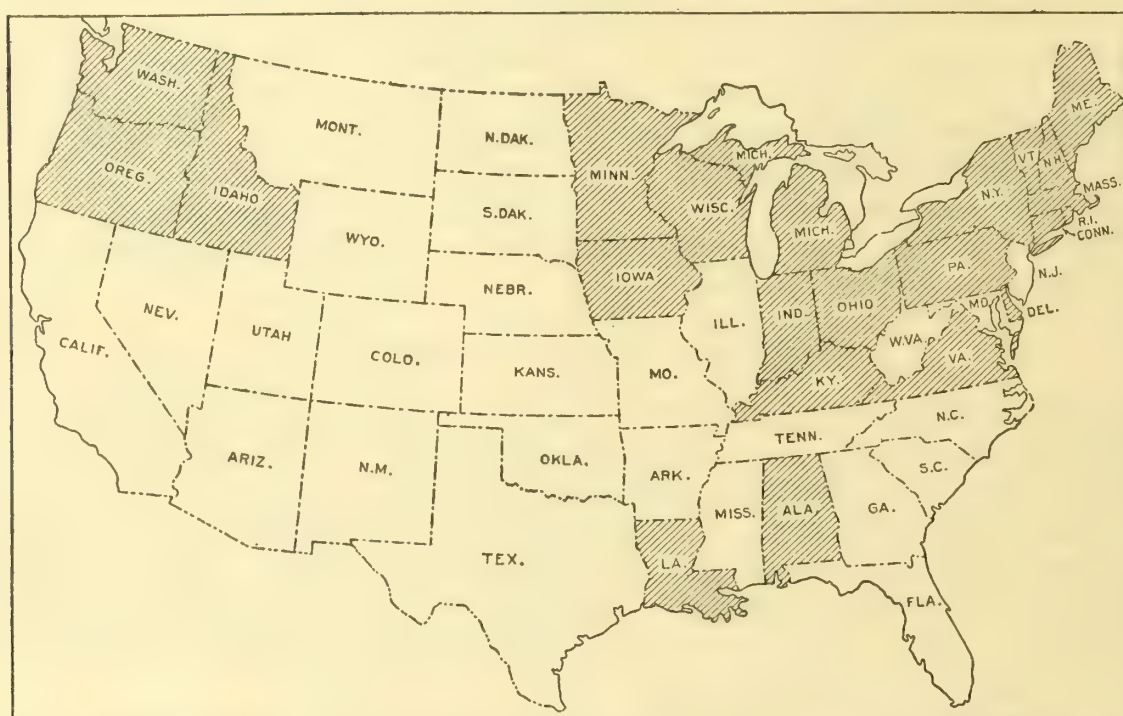 WASH.
MONT.
N.DAK.
MINN.
MICH.
ME.
VT.
N.H.
OREG.
IDAHO
S.DAK.
WISC.
MICH.
N.Y.
MASS.
R.I.
CONN.
WYO.
IOWA
PA.
N.J.
NEBR.
NEV.
UTAH
COLO.
ILL.
IND.
OHIO
MD.
DEL.
W.VA.
VA.
CALIF.
KANS.
MO.
KY.
N.C.
TENN.
ARIZ.
N.M.
OKLA.
ARK.
S.C.
MISS.
ALA.
GA.
TEX.
LA.
FLA.